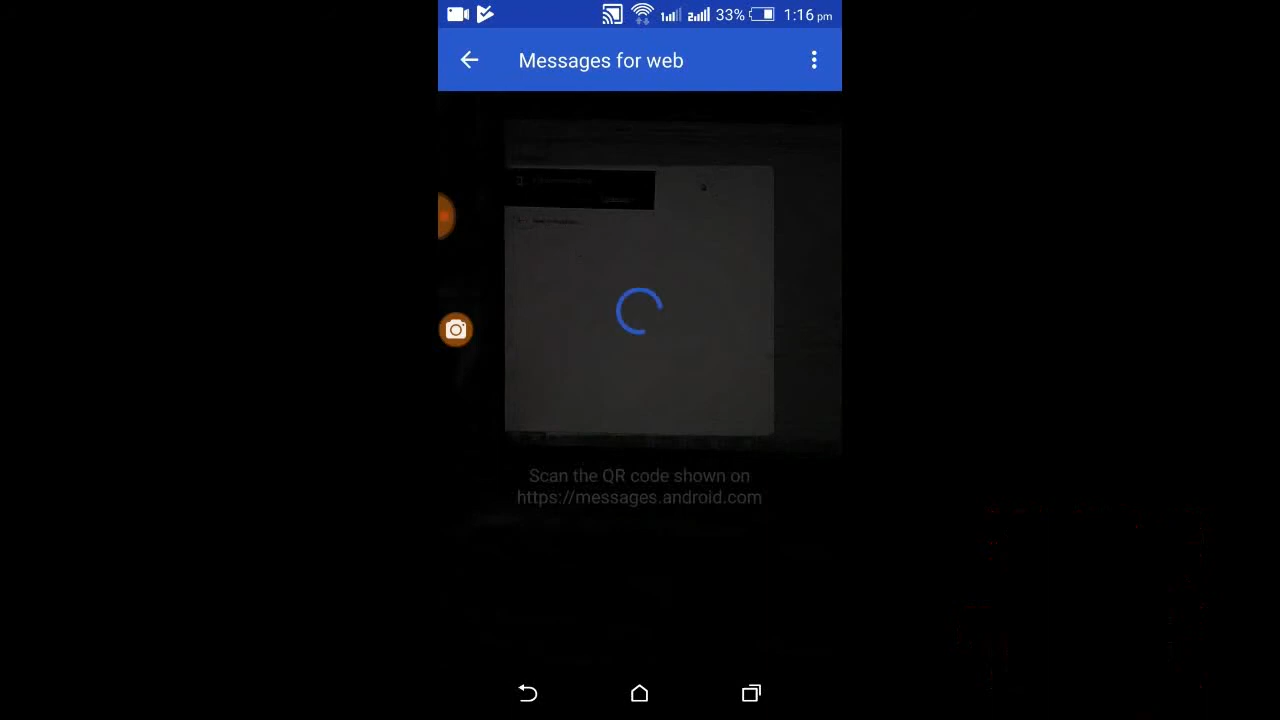 33% 1:16 pm
Messages for web
Scan the QR code shown on
https://messages.android.com